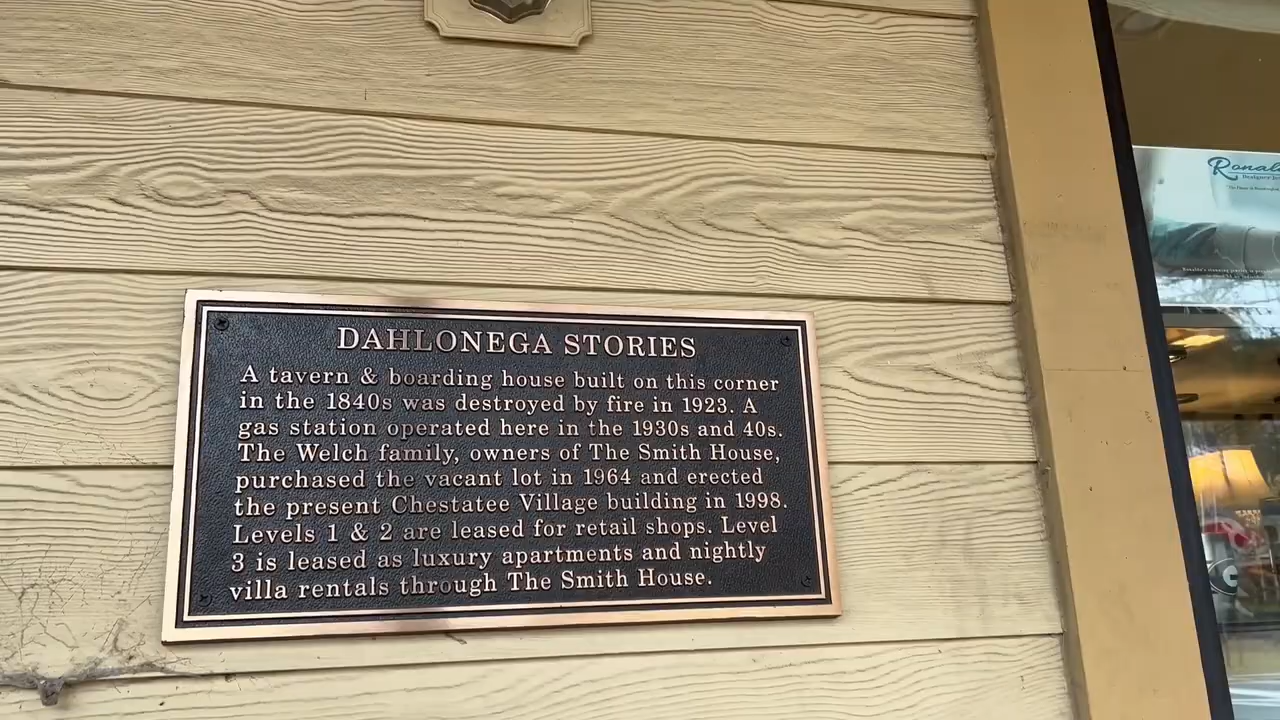 DAHLONEGA STORIES
A tavern & boarding house built on this corner
in the 1840s was destroyed by fire in 1923. A
gas station operated here in the 1930s and 40s.
The Welch family, owners of The Smith House,
purchased the vacant lot in 1964 and erected
the present Chestatee Village building in 1998.
Levels 1 & 2 are leased for retail shops. Level
3 is leased as luxury apartments and nightly
villa rentals through The Smith House.